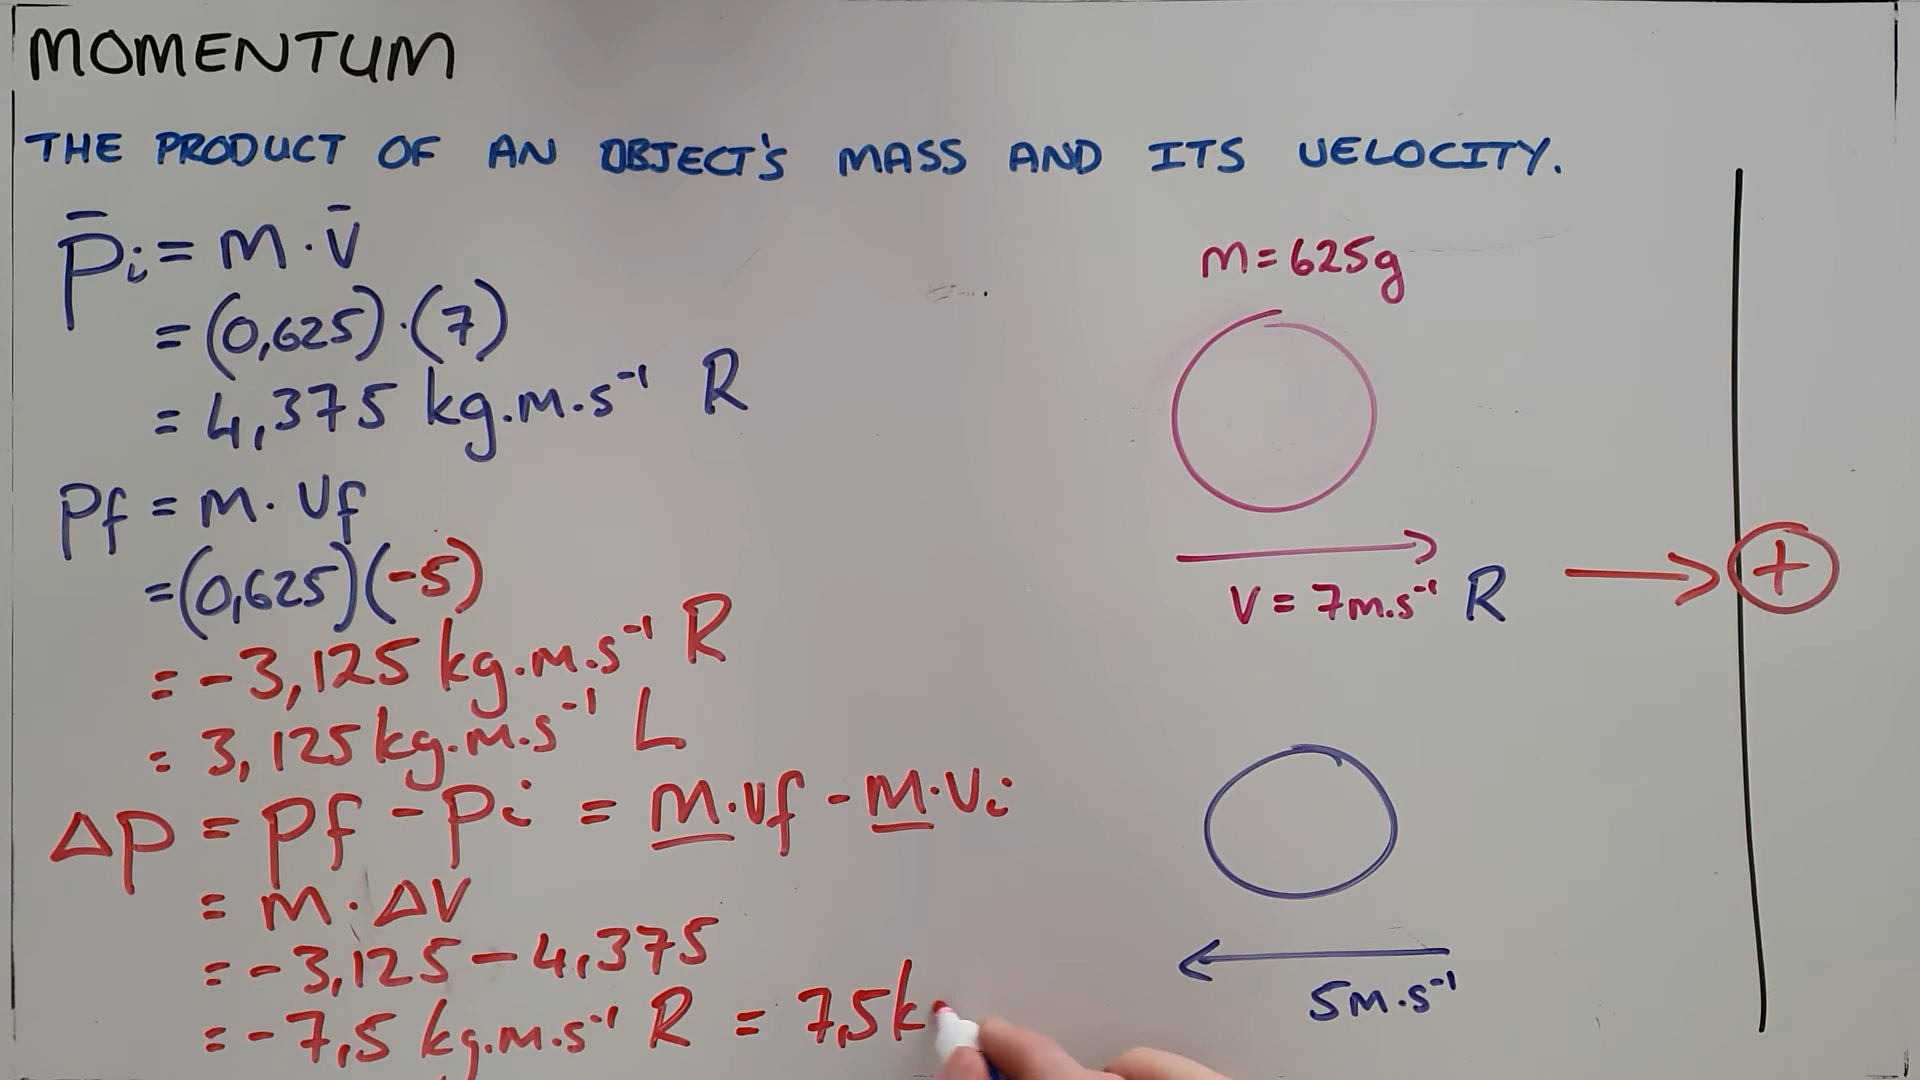 MOMENTUM
THE PRODUCT OF AN OBJECT'S MASS AND ITS VELOCITY.
p̄i = m · v̄
= (0,625) · (7)
= 4,375 kg.m.s⁻¹ R
pf = m · vf
= (0,625)(-5)
= -3,125 kg.m.s⁻¹ R
= 3,125 kg.m.s⁻¹ L
Δp = pf - pi = m·vf - m·vi
= m · Δv
= -3,125 - 4,375
= -7,5 kg.m.s⁻¹ R = 7,5k
m = 625g
v = 7m.s⁻¹ R
+
5m.s⁻¹